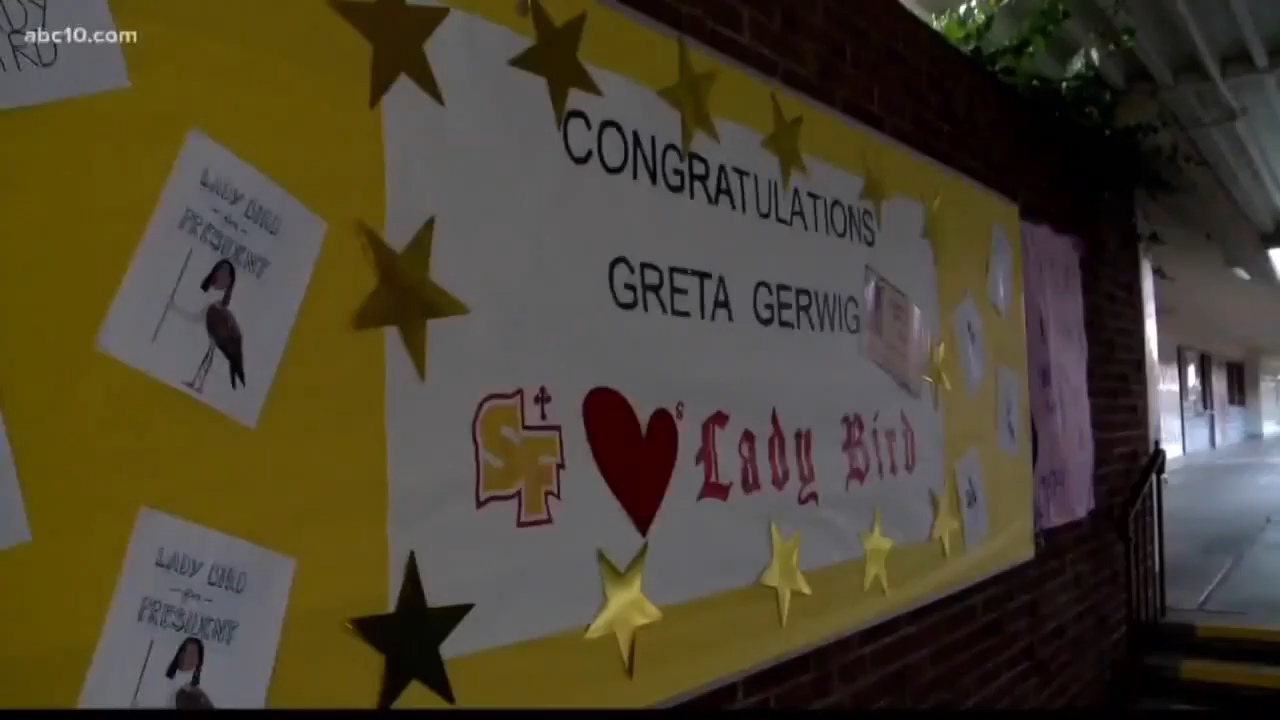 abc10.com
CONGRATULATIONS
GRETA GERWIG
SF s Lady Bird
LADY BIRD
-for-
PRESIDENT
LADY BIRD
-for-
PRESIDENT